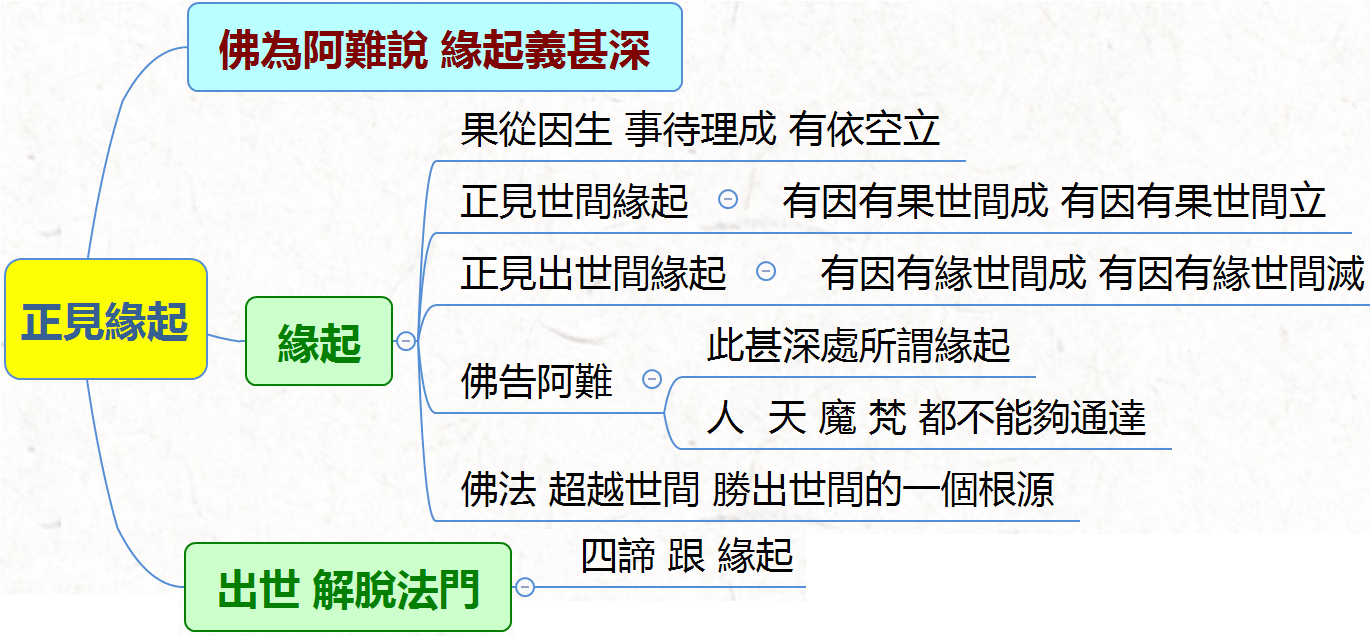 佛為阿難說 緣起義甚深
果從因生 事待理成 有依空立
正見世間緣起 有因有果世間成 有因有果世間立
正見出世間緣起 有因有緣世間成 有因有緣世間滅
正見緣起
緣起
佛告阿難
此甚深處所謂緣起
人 天 魔 梵 都不能夠通達
佛法 超越世間 勝出世間的一個根源
出世 解脫法門
四諦 跟 緣起